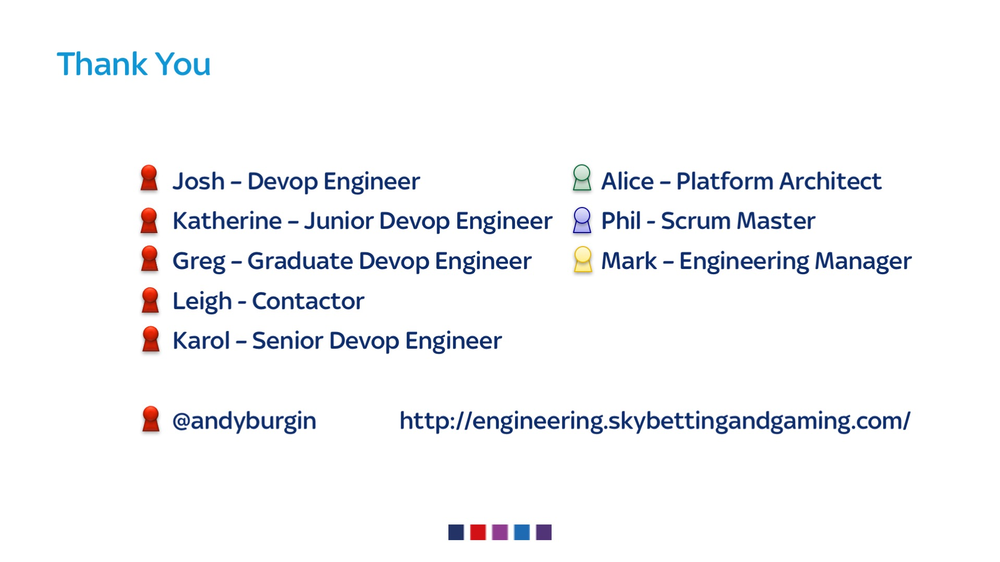 Thank You
Josh – Devop Engineer
Katherine – Junior Devop Engineer
Greg – Graduate Devop Engineer
Leigh - Contactor
Karol – Senior Devop Engineer
Alice – Platform Architect
Phil - Scrum Master
Mark – Engineering Manager
@andyburgin
http://engineering.skybettingandgaming.com/